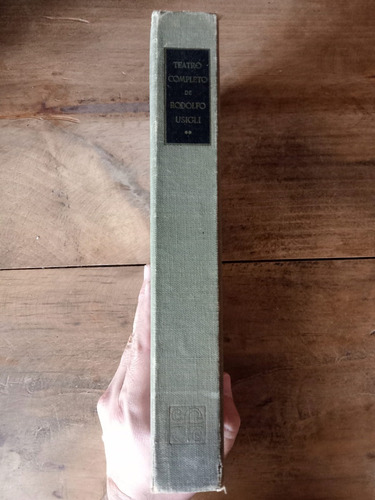 TEATRO
COMPLETO
DE
RODOLFO
USIGLI
**